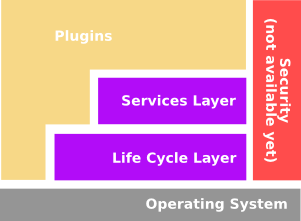 Plugins
Services Layer
Life Cycle Layer
Security
(not available yet)
Operating System